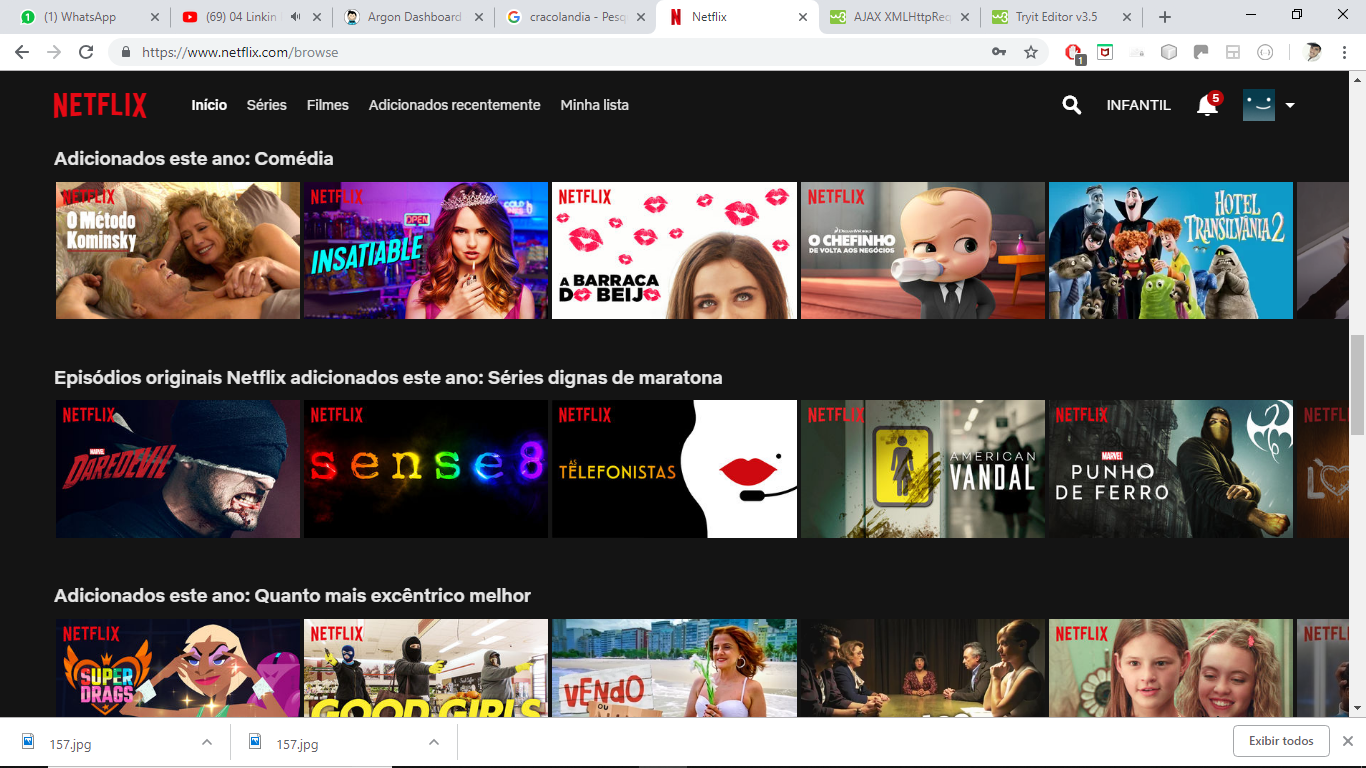 (1) WhatsApp
(69) 04 Linkin
Argon Dashboard
cracolandia - Pesq
Netflix
AJAX XMLHttpReq
Tryit Editor v3.5
https://www.netflix.com/browse
1
NETFLIX
Início
Séries
Filmes
Adicionados recentemente
Minha lista
INFANTIL
5
Adicionados este ano: Comédia
NETFLIX
O Método
Kominsky
NETFLIX
OPEN
INSATIABLE
NETFLIX
A BARRACA
DO BEIJO
NETFLIX
DREAMWORKS
O CHEFINHO
DE VOLTA AOS NEGÓCIOS
HOTEL
TRANSILVÂNIA 2
Episódios originais Netflix adicionados este ano: Séries dignas de maratona
NETFLIX
MARVEL
DAREDEVIL
NETFLIX
sense8
NETFLIX
AS
TELEFONISTAS
NETFLIX
AMERICAN
VANDAL
NETFLIX
MARVEL
PUNHO
DE FERRO
NETFL
Adicionados este ano: Quanto mais excêntrico melhor
NETFLIX
SUPER
DRAGS
NETFLIX
GOOD GIRLS
VENDO
OU
NETFLIX
NETFL
157.jpg
157.jpg
Exibir todos